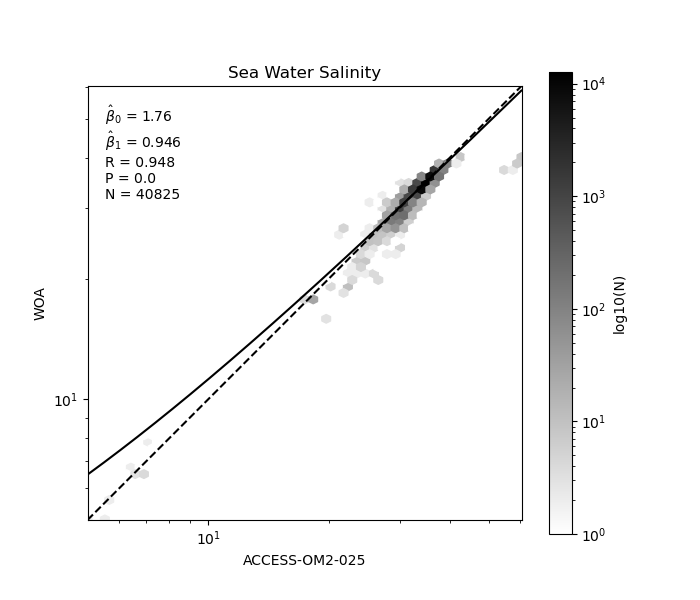 Sea Water Salinity
β̂₀ = 1.76
β̂₁ = 0.946
R = 0.948
P = 0.0
N = 40825
WOA
10¹
10¹
ACCESS-OM2-025
10⁴
10³
10²
10¹
10⁰
log10(N)